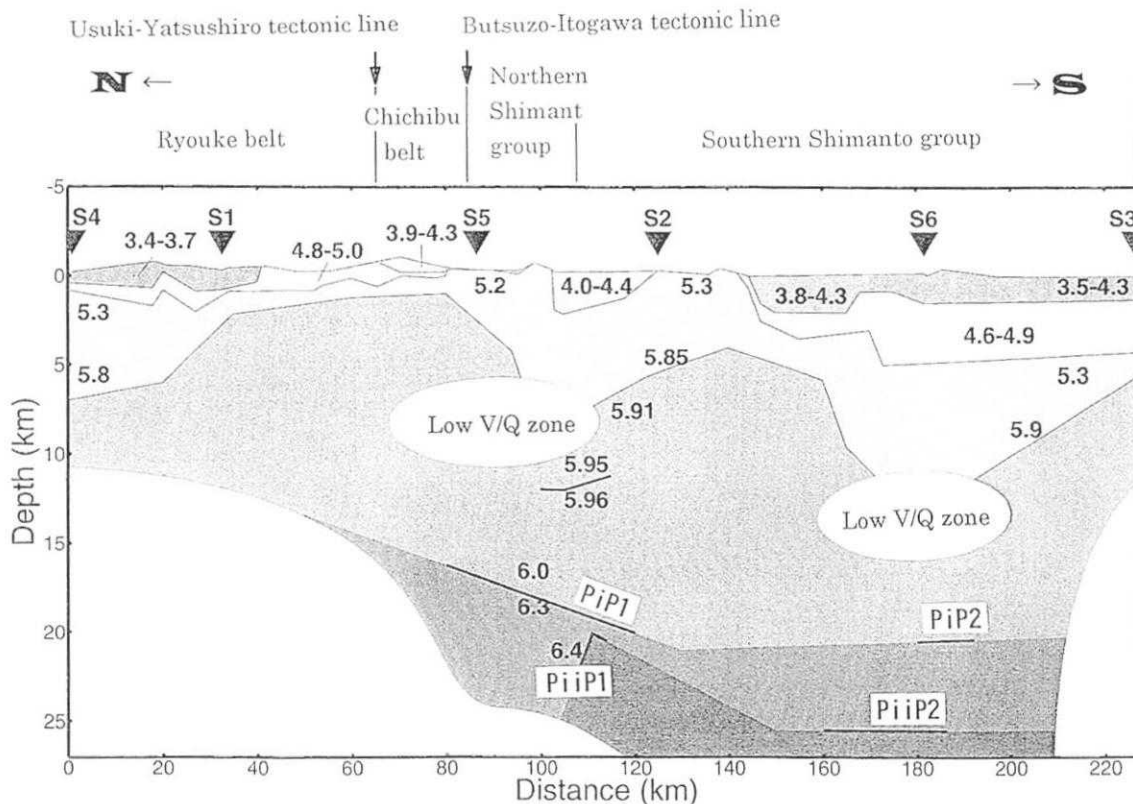 Usuki-Yatsushiro tectonic line
Butsuzo-Itogawa tectonic line
N ←
→ S
Ryouke belt
Chichibu
belt
Northern
Shimant
group
Southern Shimanto group
-5
0
5
10
15
20
25
Depth (km)
S4
S1
S5
S2
S6
S3
3.4-3.7
4.8-5.0
3.9-4.3
5.3
5.2
4.0-4.4
5.3
3.8-4.3
3.5-4.3
4.6-4.9
5.8
5.85
5.3
Low V/Q zone
5.91
5.9
5.95
5.96
Low V/Q zone
6.0
6.3
PiP1
PiP2
6.4
PiiP1
PiiP2
0
20
40
60
80
100
120
140
160
180
200
220
Distance (km)